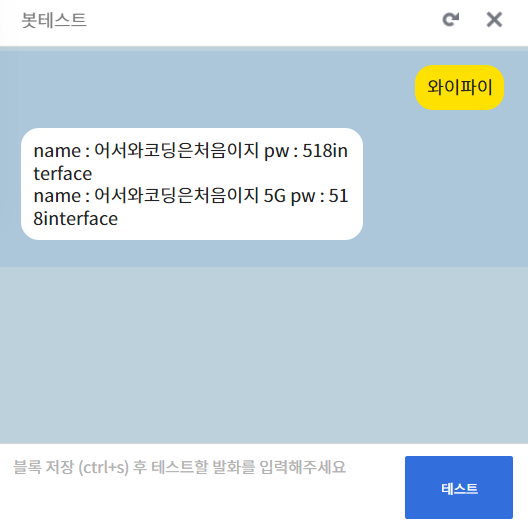 봇테스트
와이파이
name : 어서와코딩은처음이지 pw : 518in
terface
name : 어서와코딩은처음이지 5G pw : 51
8interface
블록 저장 (ctrl+s) 후 테스트할 발화를 입력해주세요
테스트